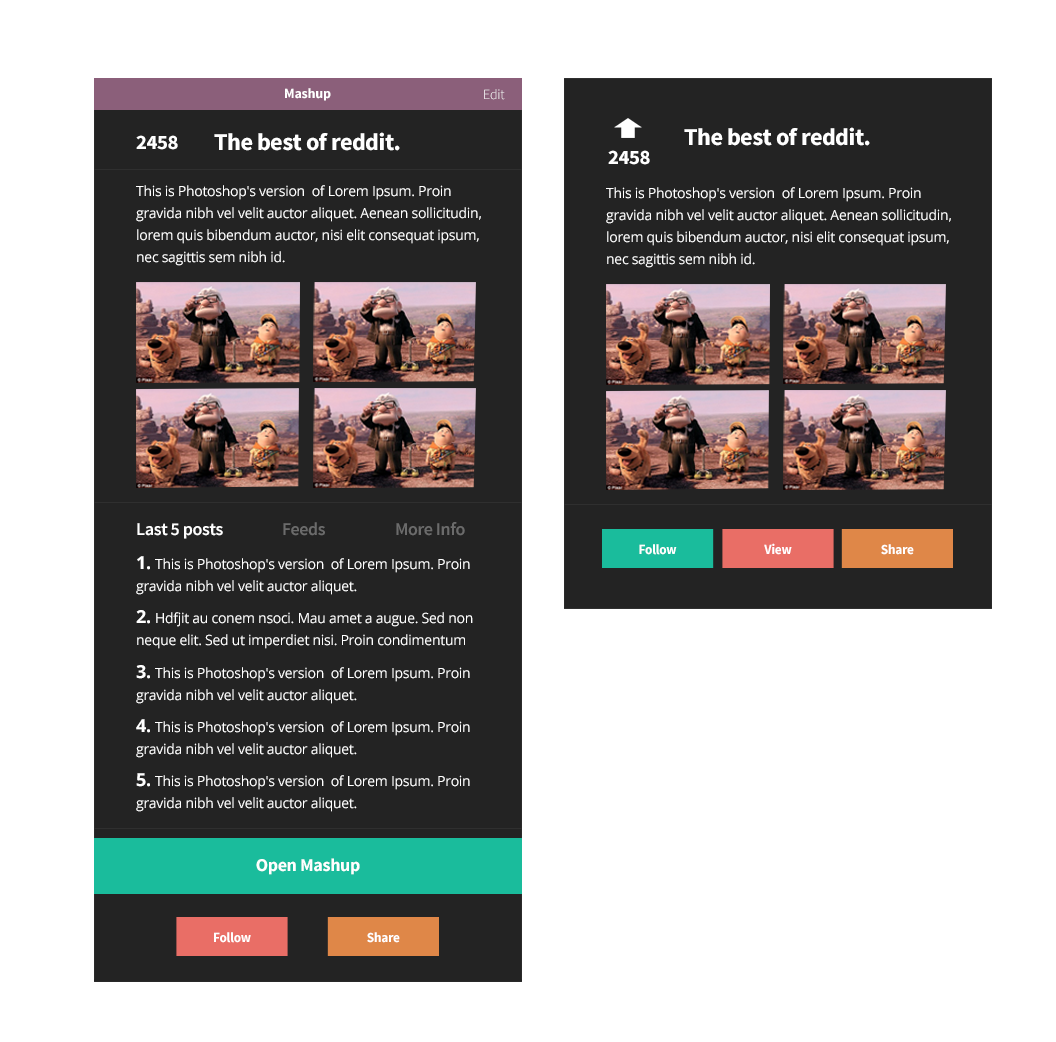 Mashup
Edit
2458
The best of reddit.
This is Photoshop's version of Lorem Ipsum. Proin
gravida nibh vel velit auctor aliquet. Aenean sollicitudin,
lorem quis bibendum auctor, nisi elit consequat ipsum,
nec sagittis sem nibh id.
© Pixar
© Pixar
© Pixar
© Pixar
Last 5 posts
Feeds
More Info
1. This is Photoshop's version of Lorem Ipsum. Proin
gravida nibh vel velit auctor aliquet.
2. Hdfjit au conem nsoci. Mau amet a augue. Sed non
neque elit. Sed ut imperdiet nisi. Proin condimentum
3. This is Photoshop's version of Lorem Ipsum. Proin
gravida nibh vel velit auctor aliquet.
4. This is Photoshop's version of Lorem Ipsum. Proin
gravida nibh vel velit auctor aliquet.
5. This is Photoshop's version of Lorem Ipsum. Proin
gravida nibh vel velit auctor aliquet.
Open Mashup
Follow
Share
2458
The best of reddit.
This is Photoshop's version of Lorem Ipsum. Proin
gravida nibh vel velit auctor aliquet. Aenean sollicitudin,
lorem quis bibendum auctor, nisi elit consequat ipsum,
nec sagittis sem nibh id.
© Pixar
© Pixar
© Pixar
© Pixar
Follow
View
Share